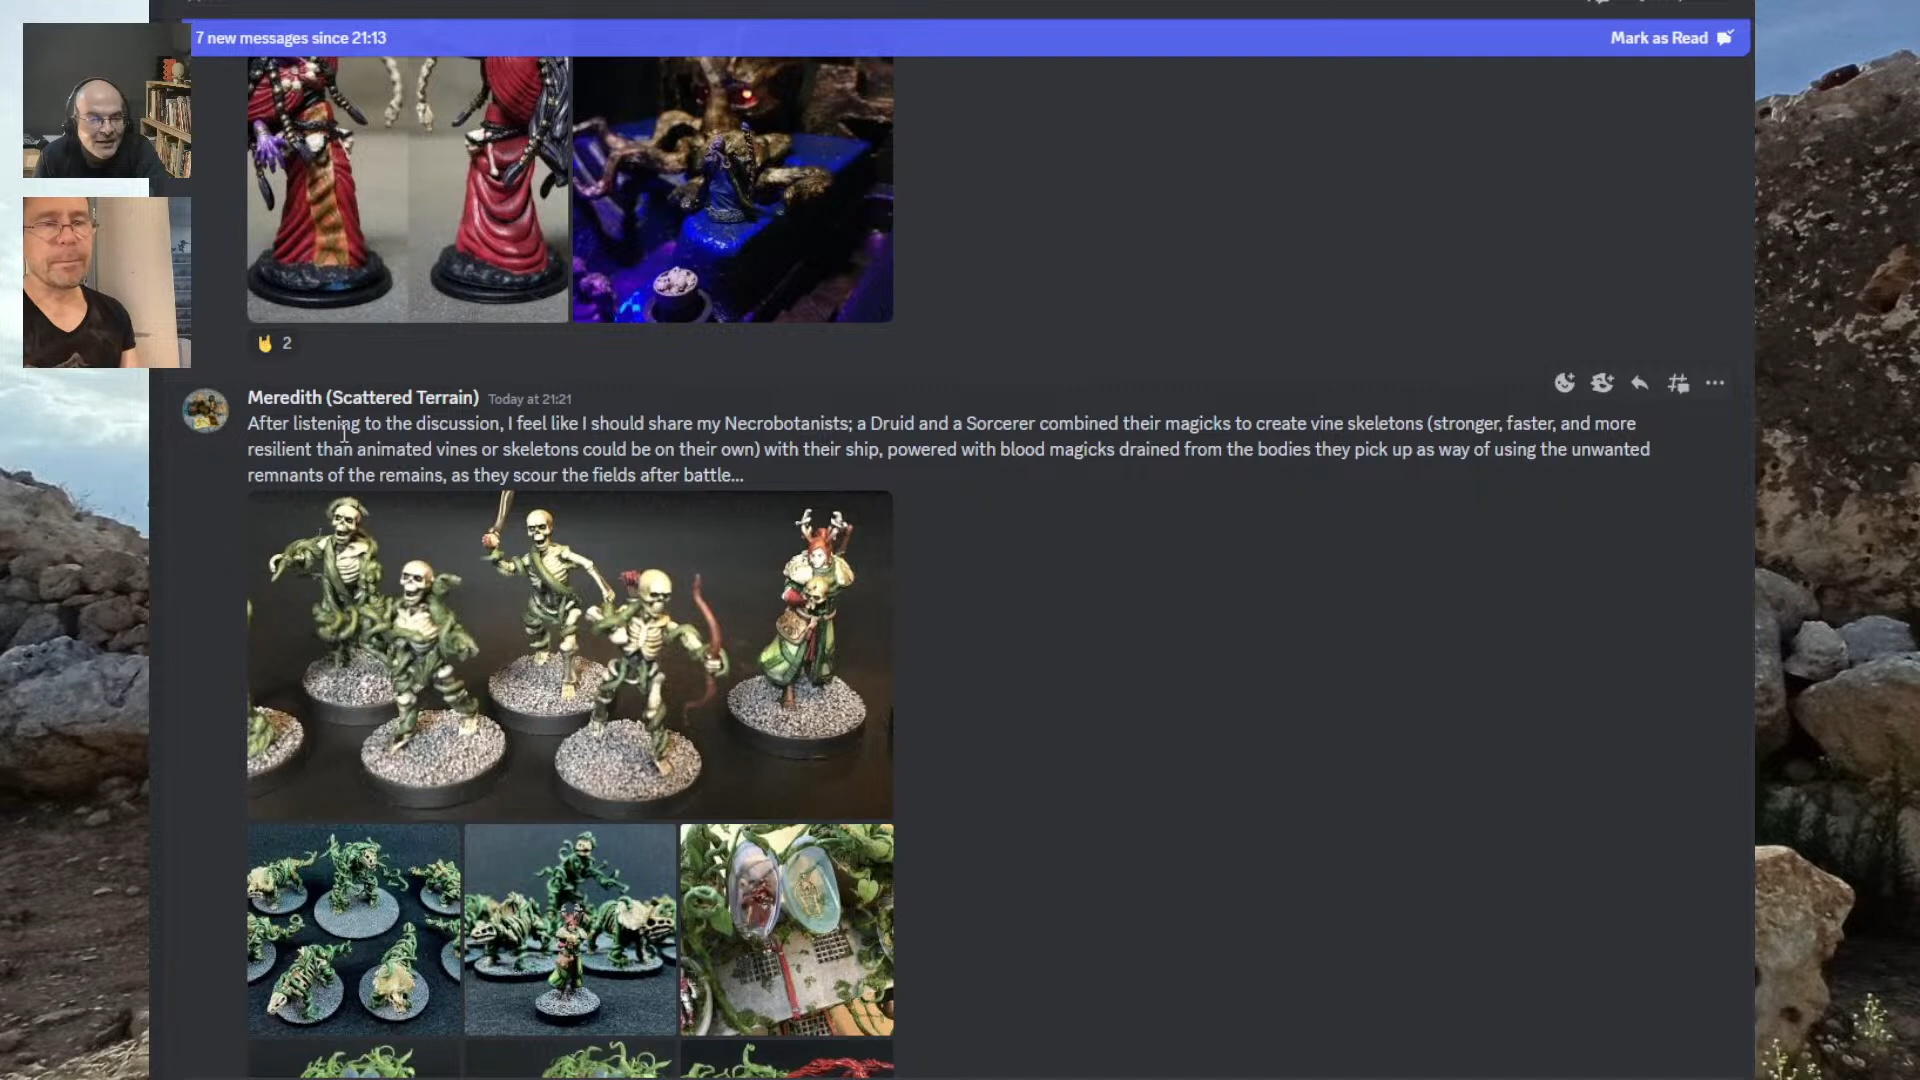 7 new messages since 21:13
Mark as Read
2
Meredith (Scattered Terrain) Today at 21:21
After listening to the discussion, I feel like I should share my Necrobotanists; a Druid and a Sorcerer combined their magicks to create vine skeletons (stronger, faster, and more
resilient than animated vines or skeletons could be on their own) with their ship, powered with blood magicks drained from the bodies they pick up as way of using the unwanted
remnants of the remains, as they scour the fields after battle...